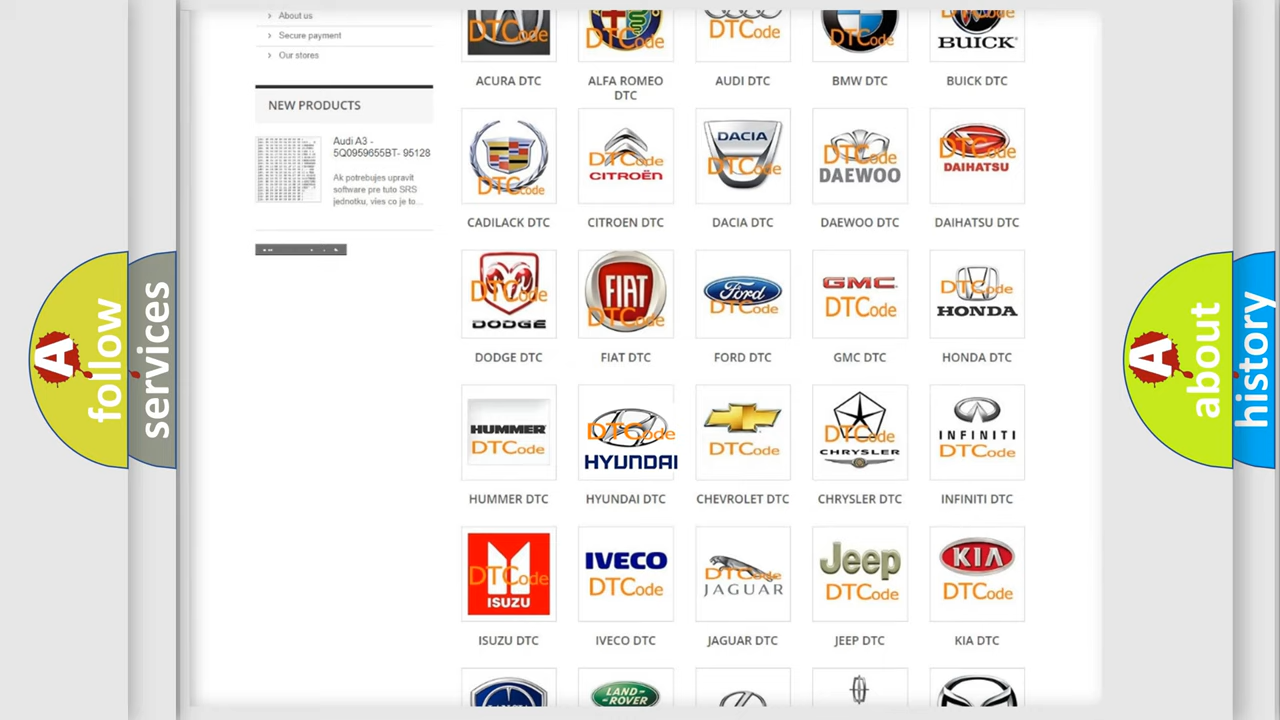 About us
Secure payment
Our stores
NEW PRODUCTS
Audi A3 -
5Q0959655BT- 95128
Ak potrebujes upravit
software pre tuto SRS
jednotku, vies co je to...
DTCode
DTCode
DTCode
DTCode
BUICK
ACURA DTC
ALFA ROMEO
DTC
AUDI DTC
BMW DTC
BUICK DTC
DTCode
DTCode
CITROËN
DACIA
DTCode
DTCode
DAEWOO
DTCode
DAIHATSU
CADILACK DTC
CITROEN DTC
DACIA DTC
DAEWOO DTC
DAIHATSU DTC
DTCode
DODGE
FIAT
DTCode
Ford
DTCode
GMC
DTCode
DTCode
HONDA
DODGE DTC
FIAT DTC
FORD DTC
GMC DTC
HONDA DTC
HUMMER
DTCode
DTCode
HYUNDAI
DTCode
DTCode
CHRYSLER
INFINITI
DTCode
HUMMER DTC
HYUNDAI DTC
CHEVROLET DTC
CHRYSLER DTC
INFINITI DTC
DTCode
ISUZU
IVECO
DTCode
DTCode
JAGUAR
Jeep
DTCode
KIA
DTCode
ISUZU DTC
IVECO DTC
JAGUAR DTC
JEEP DTC
KIA DTC
LAND-
ROVER
A
follow
services
A
about
history